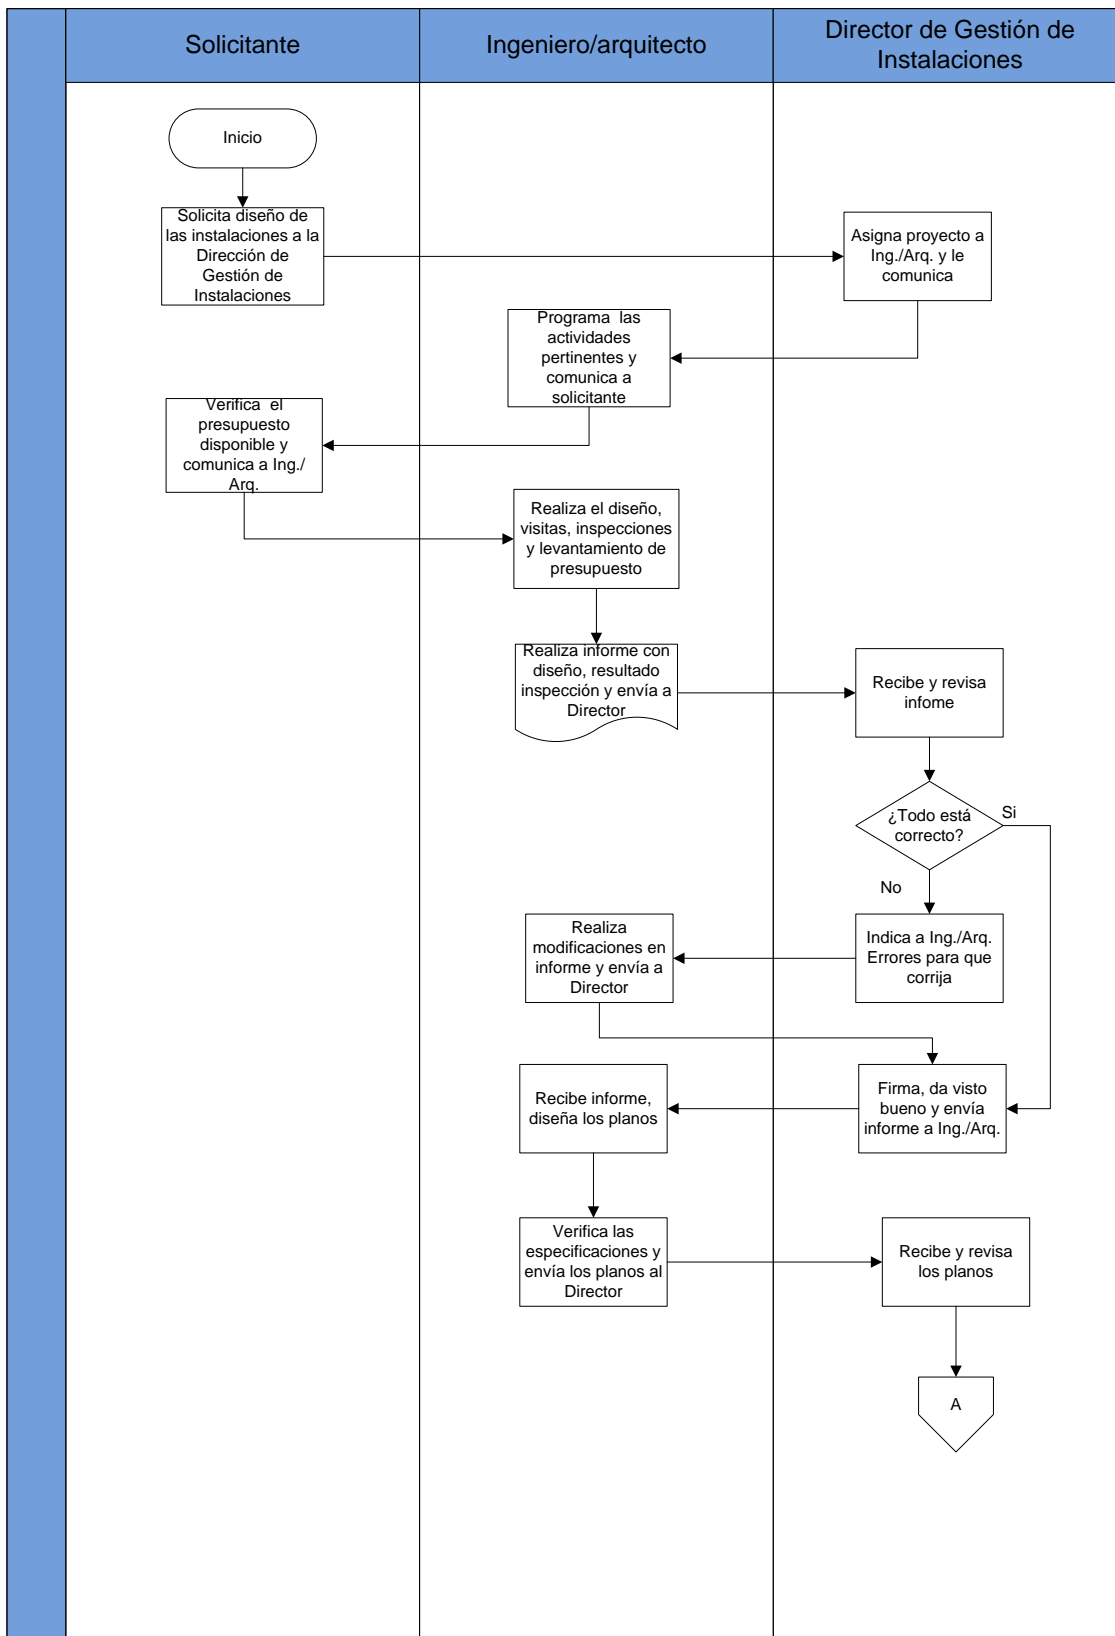 Solicitante
Ingeniero/arquitecto
Director de Gestión de
Instalaciones
Inicio
Solicita diseño de
las instalaciones a la
Dirección de
Gestión de
Instalaciones
Asigna proyecto a
Ing./Arq. y le
comunica
Programa las
actividades
pertinentes y
comunica a
solicitante
Verifica el
presupuesto
disponible y
comunica a Ing./
Arq.
Realiza el diseño,
visitas, inspecciones
y levantamiento de
presupuesto
Realiza informe con
diseño, resultado
inspección y envía a
Director
Recibe y revisa
infome
¿Todo está
correcto?
Si
No
Realiza
modificaciones en
informe y envía a
Director
Indica a Ing./Arq.
Errores para que
corrija
Recibe informe,
diseña los planos
Firma, da visto
bueno y envía
informe a Ing./Arq.
Verifica las
especificaciones y
envía los planos al
Director
Recibe y revisa
los planos
A